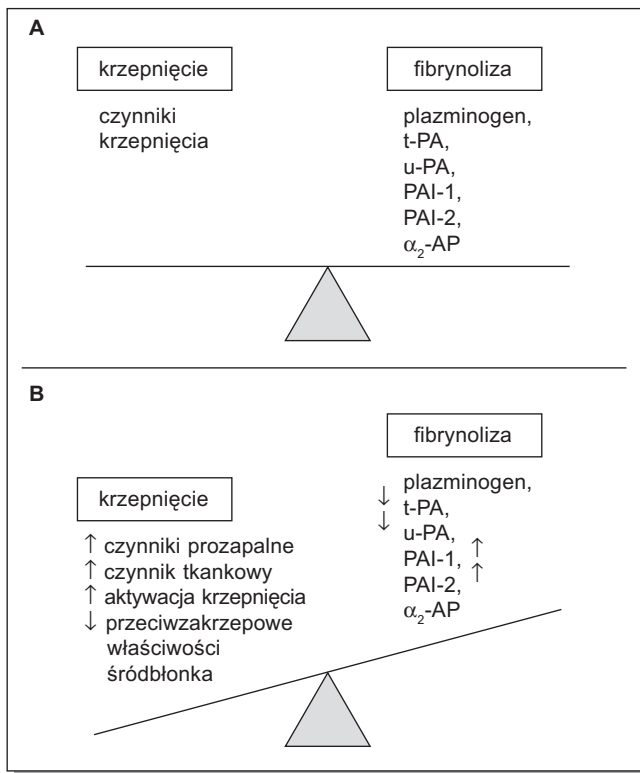 A
krzepnięcie
czynniki
krzepnięcia
fibrynoliza
plazminogen,
t-PA,
u-PA,
PAI-1,
PAI-2,
α₂-AP
B
krzepnięcie
↑ czynniki prozapalne
↑ czynnik tkankowy
↑ aktywacja krzepnięcia
↓ przeciwzakrzepowe
właściwości
śródbłonka
fibrynoliza
plazminogen,
↓ t-PA,
↓ u-PA,
PAI-1, ↑
PAI-2, ↑
α₂-AP